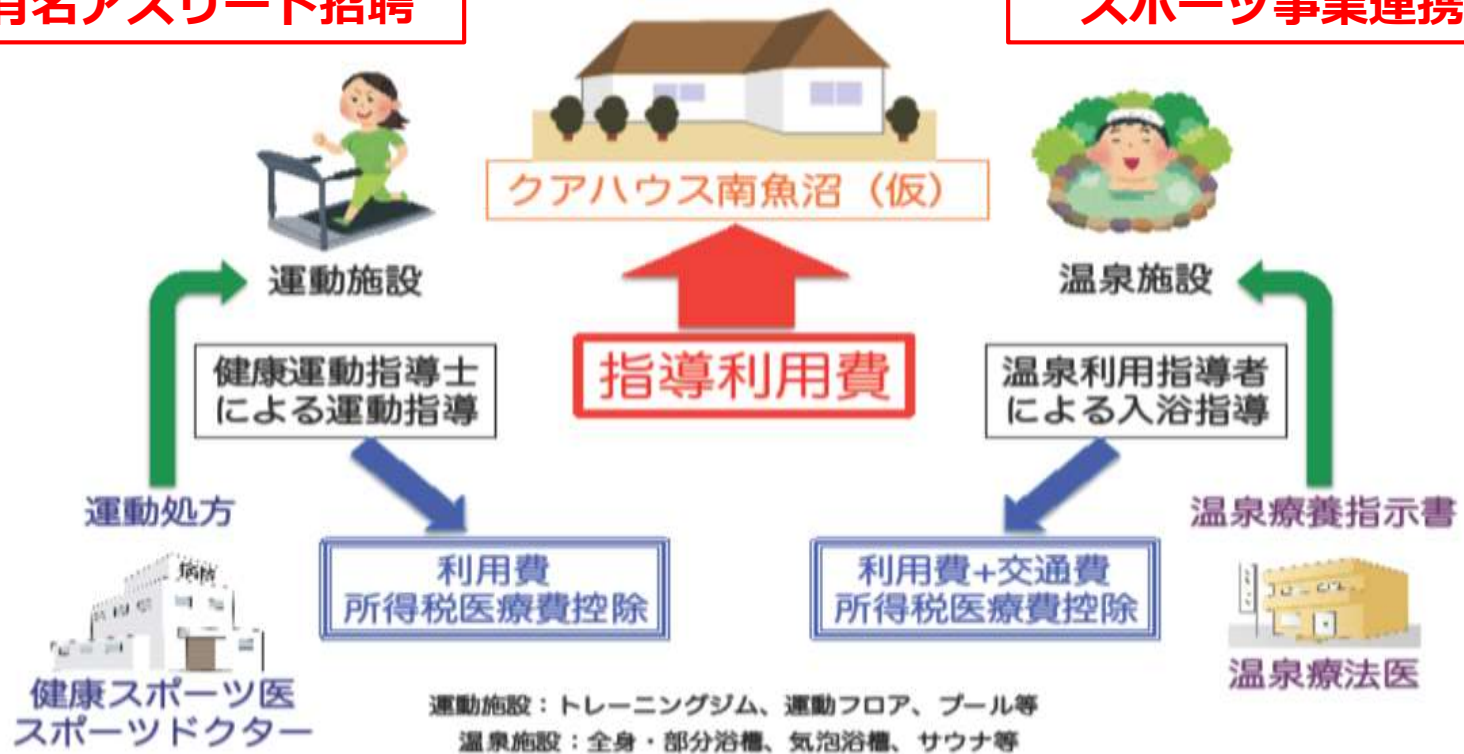 有名アスリート招聘
スポーツ事業連携
クアハウス南魚沼（仮）
運動施設
温泉施設
指導利用費
健康運動指導士
による運動指導
温泉利用指導者
による入浴指導
運動処方
温泉療養指示書
利用費
所得税医療費控除
利用費+交通費
所得税医療費控除
病院
健康スポーツ医
スポーツドクター
温泉療法医
運動施設：トレーニングジム、運動フロア、プール等
温泉施設：全身・部分浴槽、気泡浴槽、サウナ等